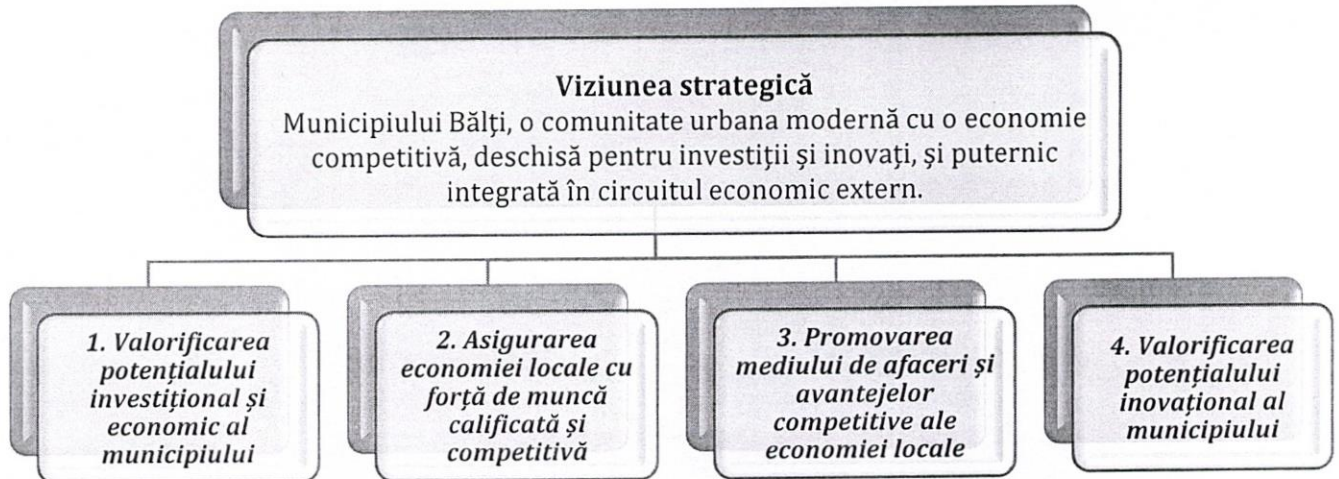 Viziunea strategică
Municipiului Bălți, o comunitate urbana modernă cu o economie
competitivă, deschisă pentru investiții și inovați, și puternic
integrată în circuitul economic extern.
1. Valorificarea
potențialului
investițional și
economic al
municipiului
2. Asigurarea
economiei locale cu
forță de muncă
calificată și
competitivă
3. Promovarea
mediului de afaceri și
avantejelor
competitive ale
economiei locale
4. Valorificarea
potențialului
inovațional al
municipiului